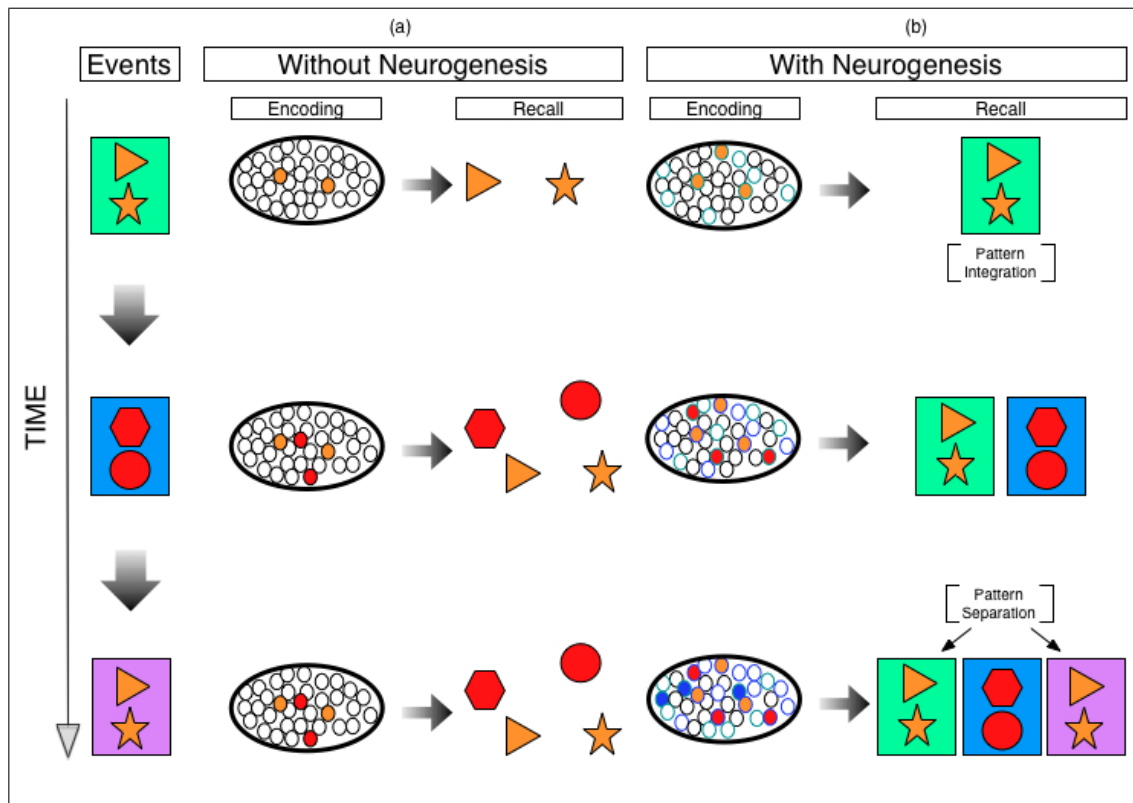 (a)
(b)
Events
Without Neurogenesis
With Neurogenesis
Encoding
Recall
Encoding
Recall
Pattern
Integration
TIME
Pattern
Separation